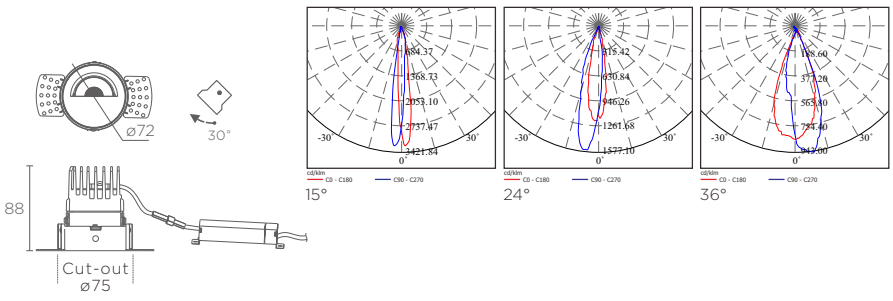 ø72
30°
88
Cut-out
ø75
684.37
1368.73
2053.10
2737.47
3421.84
-30°
30°
0°
cd/klm
C0 - C180
C90 - C270
15°
315.42
630.84
946.26
1261.68
1577.10
-30°
30°
0°
cd/klm
C0 - C180
C90 - C270
24°
188.60
377.20
565.80
754.40
943.00
-30°
30°
0°
cd/klm
C0 - C180
C90 - C270
36°